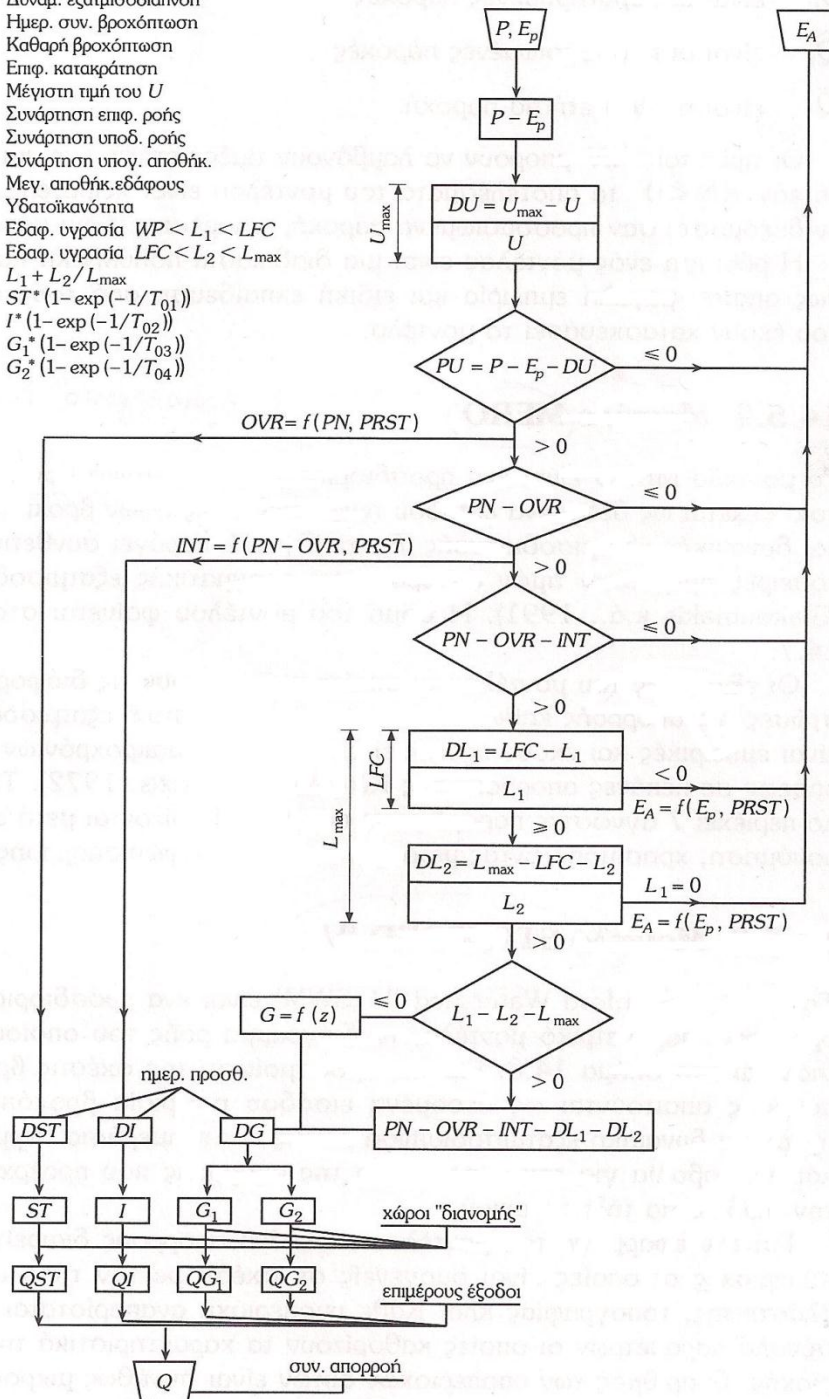 Δυναμ. εξατμισοδιαπνοή
Ημερ. συν. βροχόπτωση
Καθαρή βροχόπτωση
Επιφ. κατακράτηση
Μέγιστη τιμή του U
Συνάρτηση επιφ. ροής
Συνάρτηση υποδ. ροής
Συνάρτηση υπογ. αποθήκ.
Μεγ. αποθήκ.εδάφους
Υδατοϊκανότητα
Εδαφ. υγρασία WP < L1 < LFC
Εδαφ. υγρασία LFC < L2 < Lmax
L1 + L2 / Lmax
ST*(1– exp (–1/T01))
I*(1– exp (–1/T02))
G1*(1– exp (–1/T03))
G2*(1– exp (–1/T04))
P, Ep
EA
P – Ep
Umax
DU = Umax – U
U
PU = P – Ep – DU
≤ 0
> 0
OVR = f (PN, PRST)
PN – OVR
≤ 0
> 0
INT = f (PN – OVR, PRST)
PN – OVR – INT
≤ 0
> 0
Lmax
LFC
DL1 = LFC – L1
L1
< 0
EA = f(Ep, PRST)
≥ 0
DL2 = Lmax – LFC – L2
L2
L1 = 0
EA = f(Ep, PRST)
> 0
L1 – L2 – Lmax
≤ 0
G = f (z)
> 0
ημερ. προσθ.
DST
DI
DG
PN – OVR – INT – DL1 – DL2
ST
I
G1
G2
χώροι "διανομής"
QST
QI
QG1
QG2
επιμέρους έξοδοι
Q
συν. απορροή